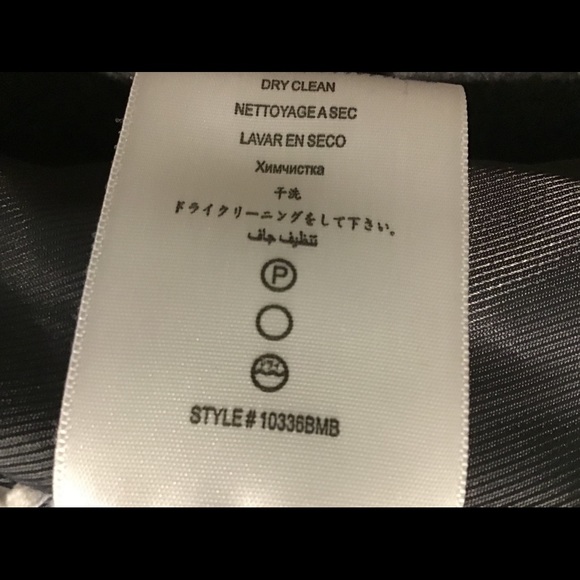 DRY CLEAN
NETTOYAGE A SEC
LAVAR EN SECO
Химчистка
干洗
ドライクリーニングをして下さい。
تنظيف جاف
P
STYLE # 10336BMB